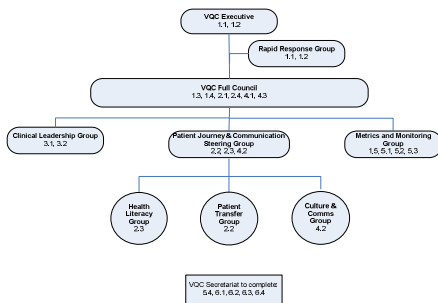 VQC Executive
1.1, 1.2
Rapid Response Group
1.1, 1.2
VQC Full Council
1.3, 1.4, 2.1, 2.4, 4.1, 4.3
Clinical Leadership Group
3.1, 3.2
Patient Journey & Communication
Steering Group
2.2, 2.3, 4.2
Metrics and Monitoring
Group
1.5, 5.1, 5.2, 5.3
Health
Literacy
Group
2.3
Patient
Transfer
Group
2.2
Culture &
Comms
Group
4.2
VQC Secretariat to complete:
5.4, 6.1, 6.2, 6.3, 6.4